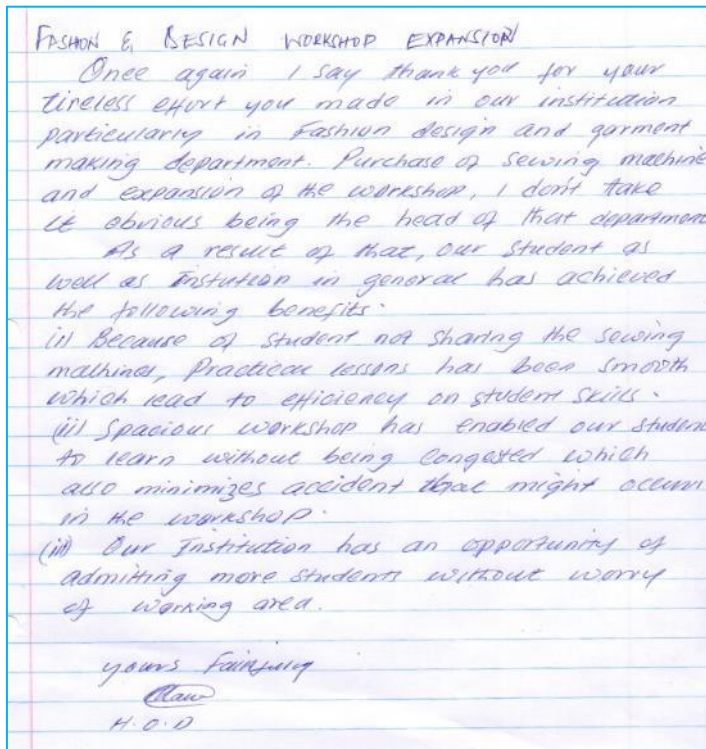 FASHON & DESIGN WORKSHOP EXPANSION
Once again I say thank you for your
tireless effort you made in our institution
particularly in Fashion design and garment
making department. Purchase of sewing machine
and expansion of the workshop, I don't take
it obvious being the head of that department
As a result of that, our student as
well as Instution in general has achieved
the following benefits.
(i) Because of student not sharing the sewing
machines, Practical lessons has been smooth
which lead to efficiency on student skills.
(ii) Spacious workshop has enabled our student
to learn without being congested which
also minimizes accident that might occur
in the workshop.
(iii) Our Institution has an opportunity of
admitting more students without worry
of working area.
yours Faithfully
H.O.D